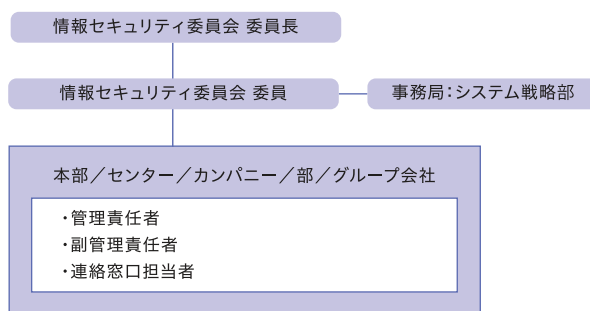 情報セキュリティ委員会 委員長
情報セキュリティ委員会 委員
事務局：システム戦略部
本部／センター／カンパニー／部／グループ会社
・管理責任者
・副管理責任者
・連絡窓口担当者